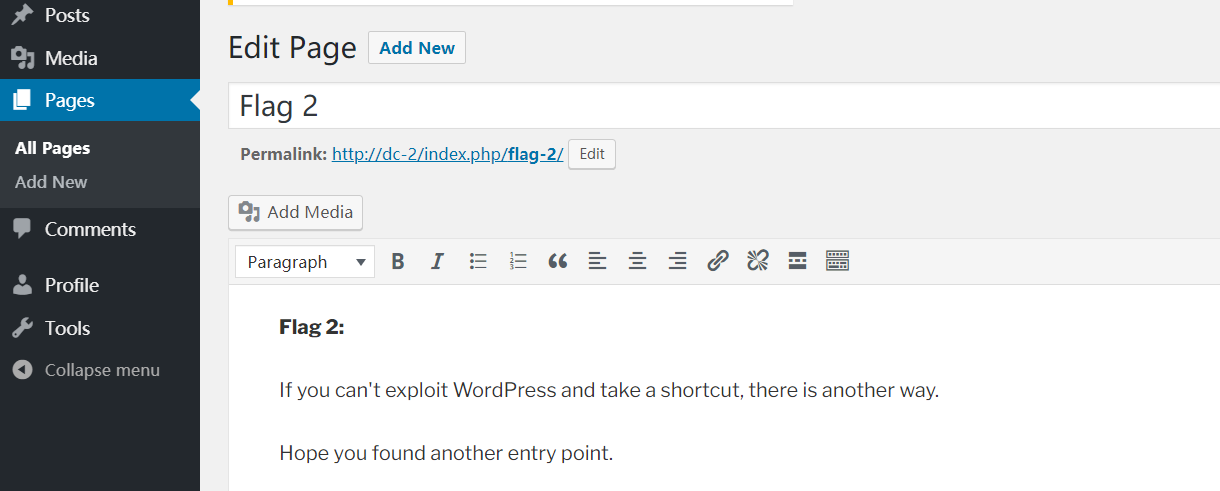 Posts
Media
Pages
All Pages
Add New
Comments
Profile
Tools
Collapse menu
Edit Page Add New
Flag 2
Permalink: http://dc-2/index.php/flag-2/ Edit
Add Media
Paragraph
Flag 2:
If you can't exploit WordPress and take a shortcut, there is another way.
Hope you found another entry point.